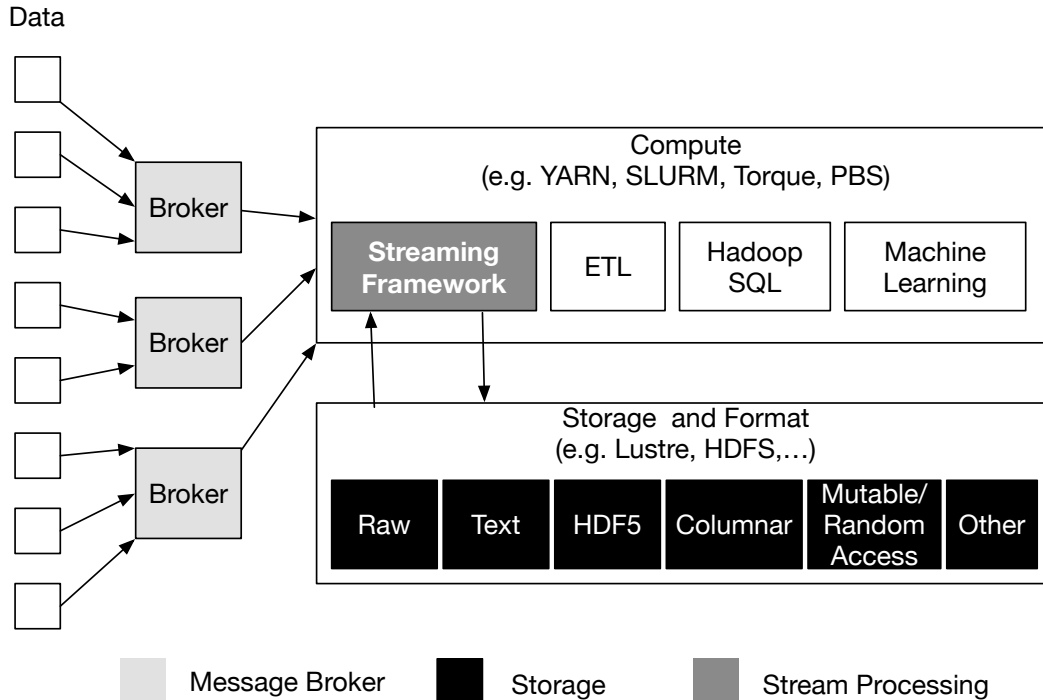 Data
Compute
(e.g. YARN, SLURM, Torque, PBS)
Broker
Streaming
Framework
ETL
Hadoop
SQL
Machine
Learning
Broker
Storage and Format
(e.g. Lustre, HDFS,…)
Broker
Raw
Text
HDF5
Columnar
Mutable/
Random
Access
Other
Message Broker
Storage
Stream Processing